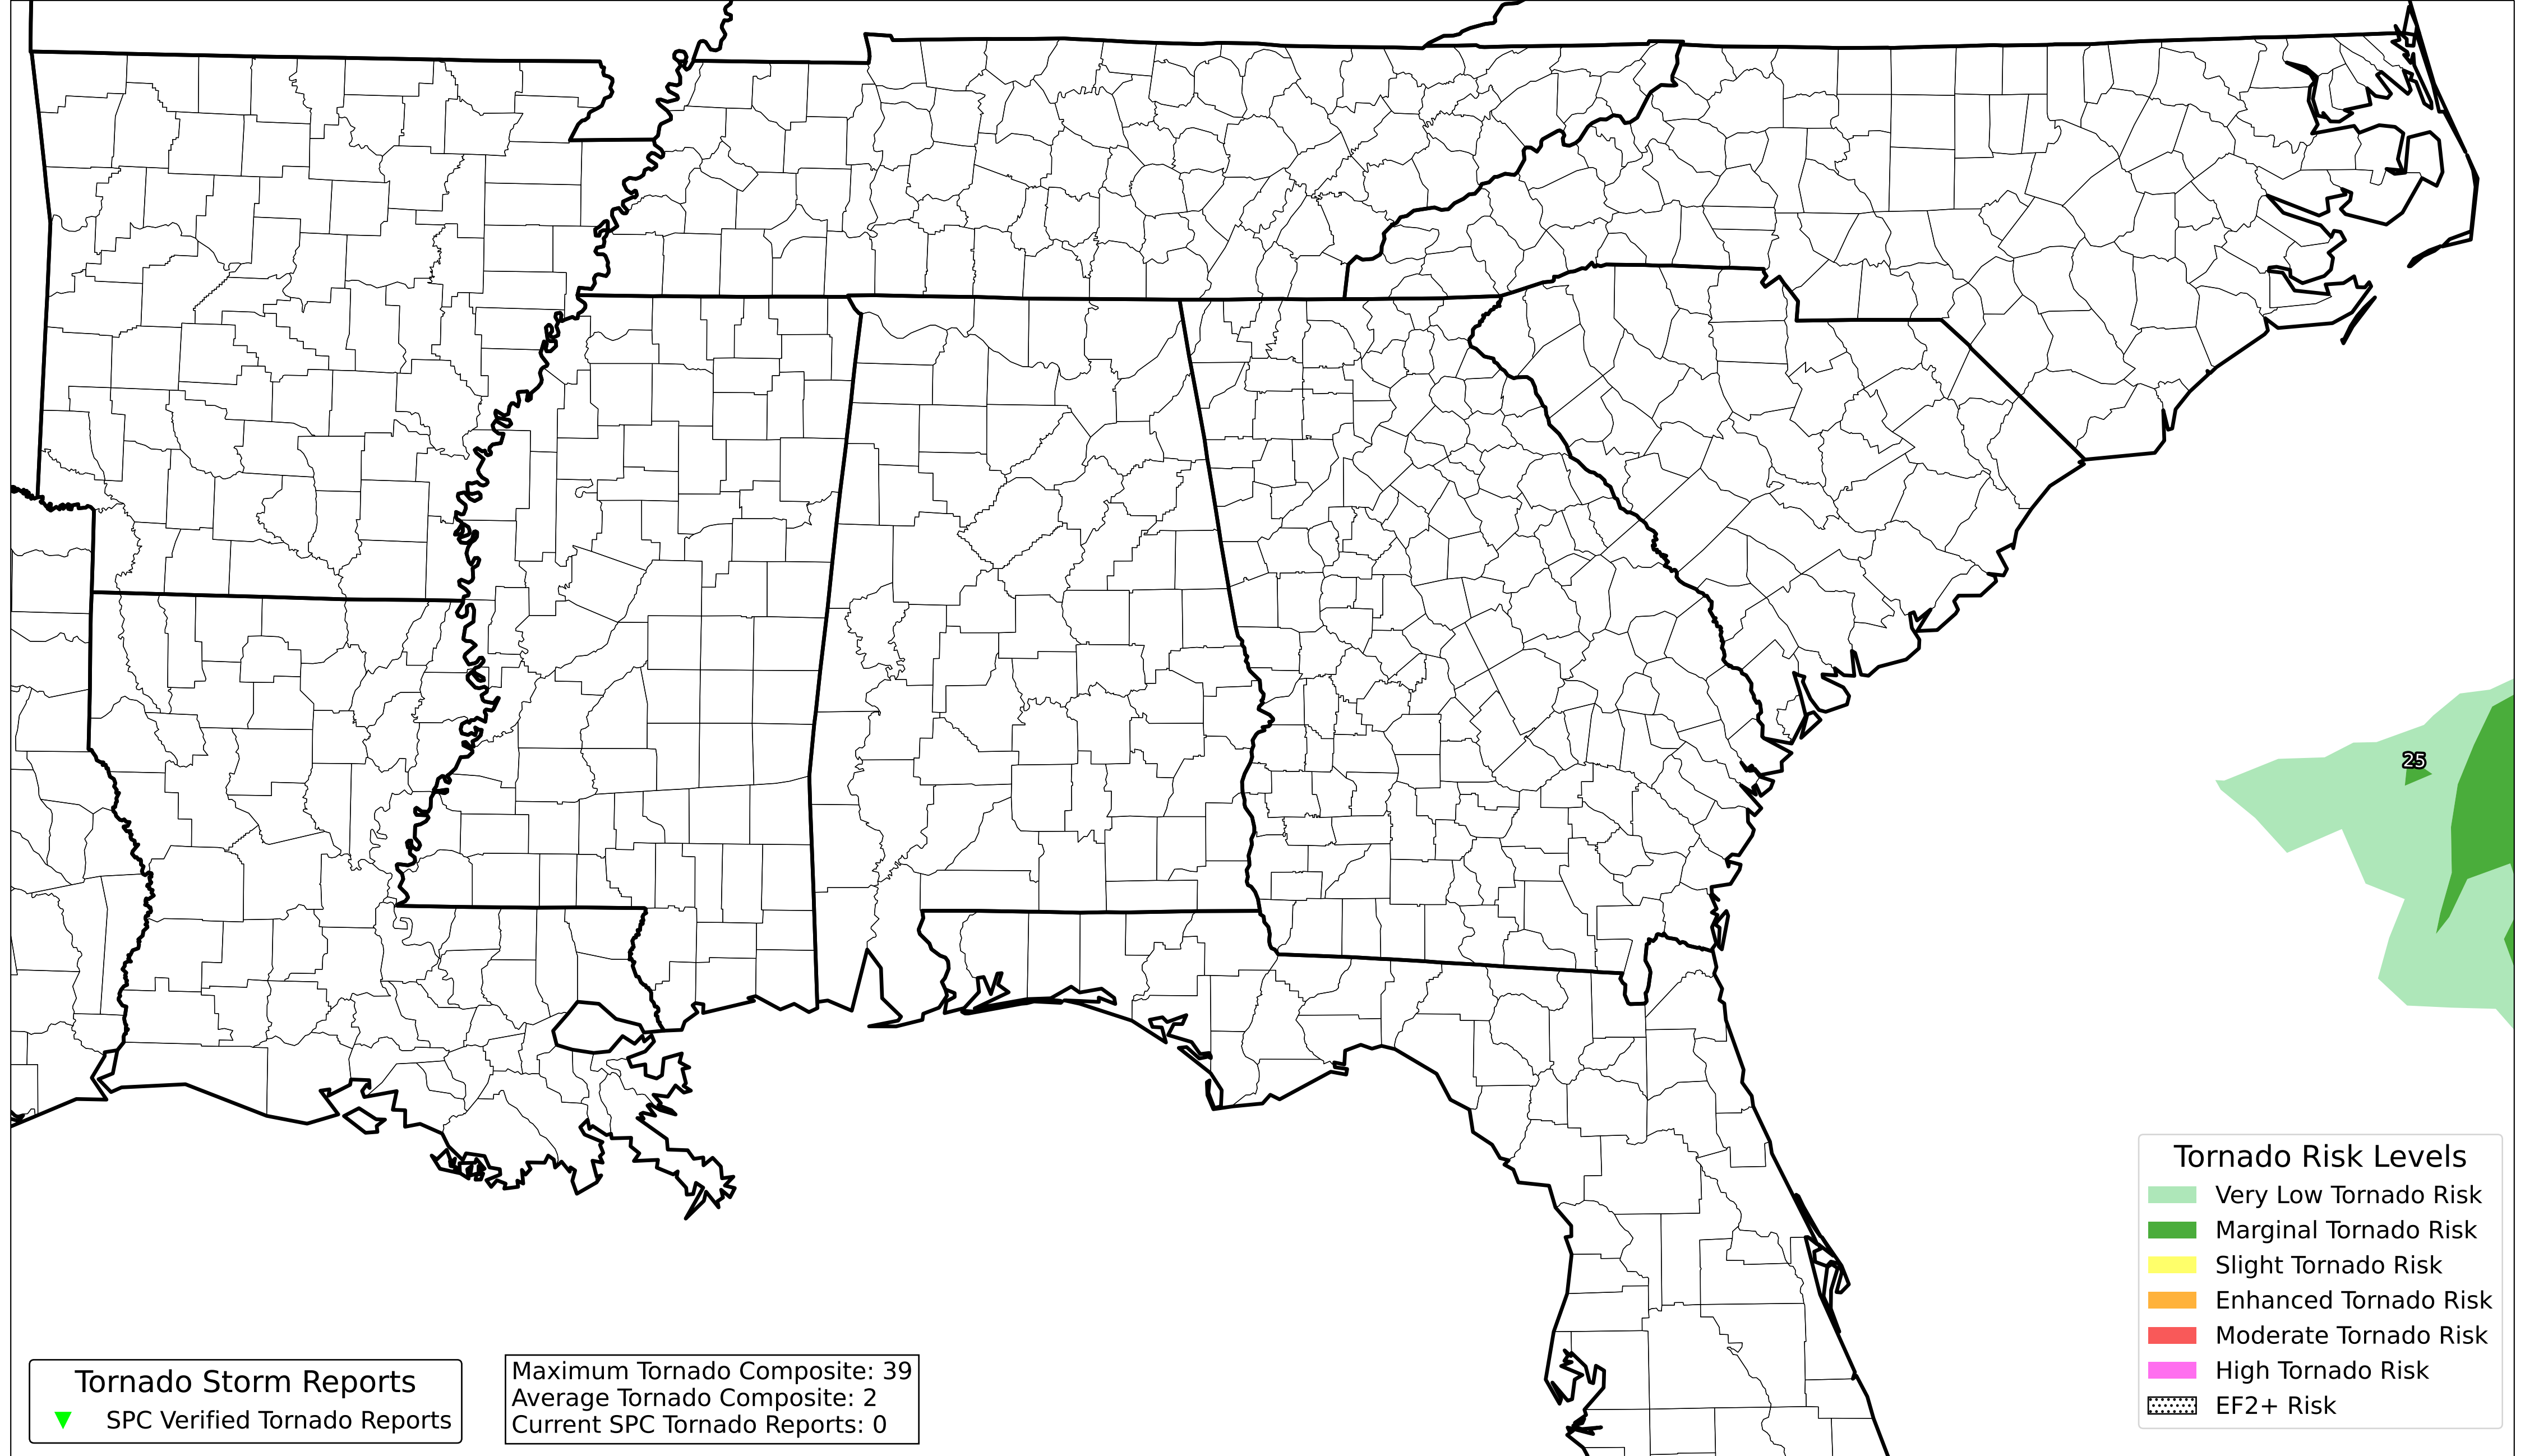 25
Tornado Risk Levels
Very Low Tornado Risk
Marginal Tornado Risk
Slight Tornado Risk
Enhanced Tornado Risk
Moderate Tornado Risk
High Tornado Risk
EF2+ Risk
Tornado Storm Reports
SPC Verified Tornado Reports
Maximum Tornado Composite: 39
Average Tornado Composite: 2
Current SPC Tornado Reports: 0